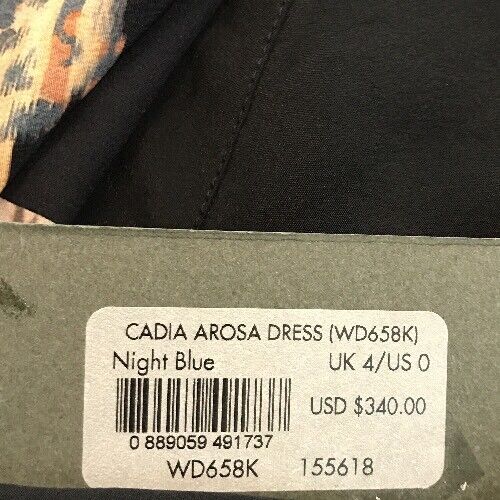 CADIA AROSA DRESS (WD658K)
Night Blue UK 4/US 0
USD $340.00
0 889059 491737
WD658K 155618